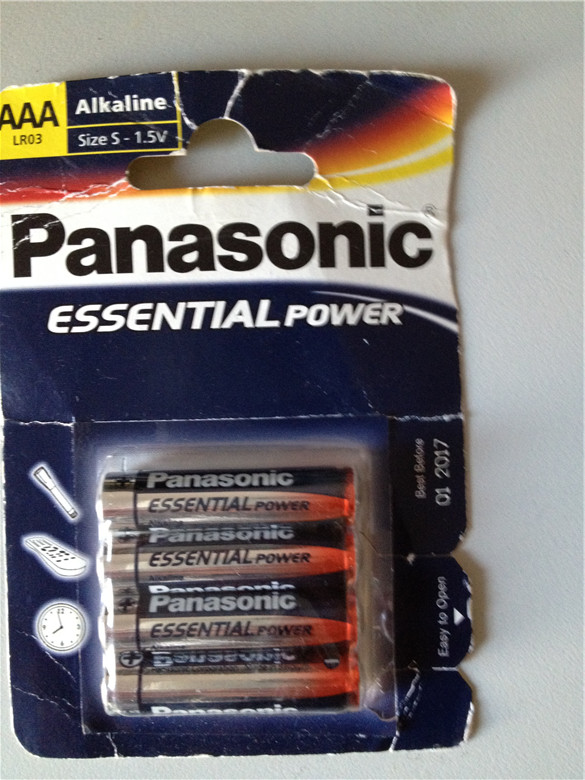 AAA
LR03
Alkaline
Size S - 1.5V
Panasonic®
ESSENTIAL POWER
Best Before
01 2017
Easy to Open
Panasonic
ESSENTIAL POWER
Panasonic
ESSENTIAL POWER
Panasonic
ESSENTIAL POWER
Panasonic
Panasonic